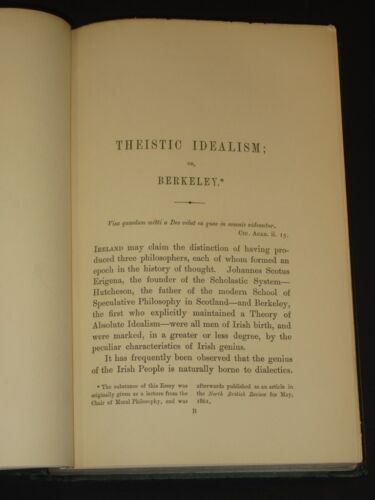 THEISTIC IDEALISM;
OR,
BERKELEY.*
Visa quædam mitti a Deo velut ea quæ in somnis videantur.
CIC. ACAD. ii. 15.
IRELAND may claim the distinction of having pro-
duced three philosophers, each of whom formed an
epoch in the history of thought. Johannes Scotus
Erigena, the founder of the Scholastic System—
Hutcheson, the father of the modern School of
Speculative Philosophy in Scotland—and Berkeley,
the first who explicitly maintained a Theory of
Absolute Idealism—were all men of Irish birth, and
were marked, in a greater or less degree, by the
peculiar characteristics of Irish genius.
It has frequently been observed that the genius
of the Irish People is naturally borne to dialectics.
* The substance of this Essay was
originally given as a lecture from the
Chair of Moral Philosophy, and was
afterwards published as an article in
the North British Review for May,
1861.
B